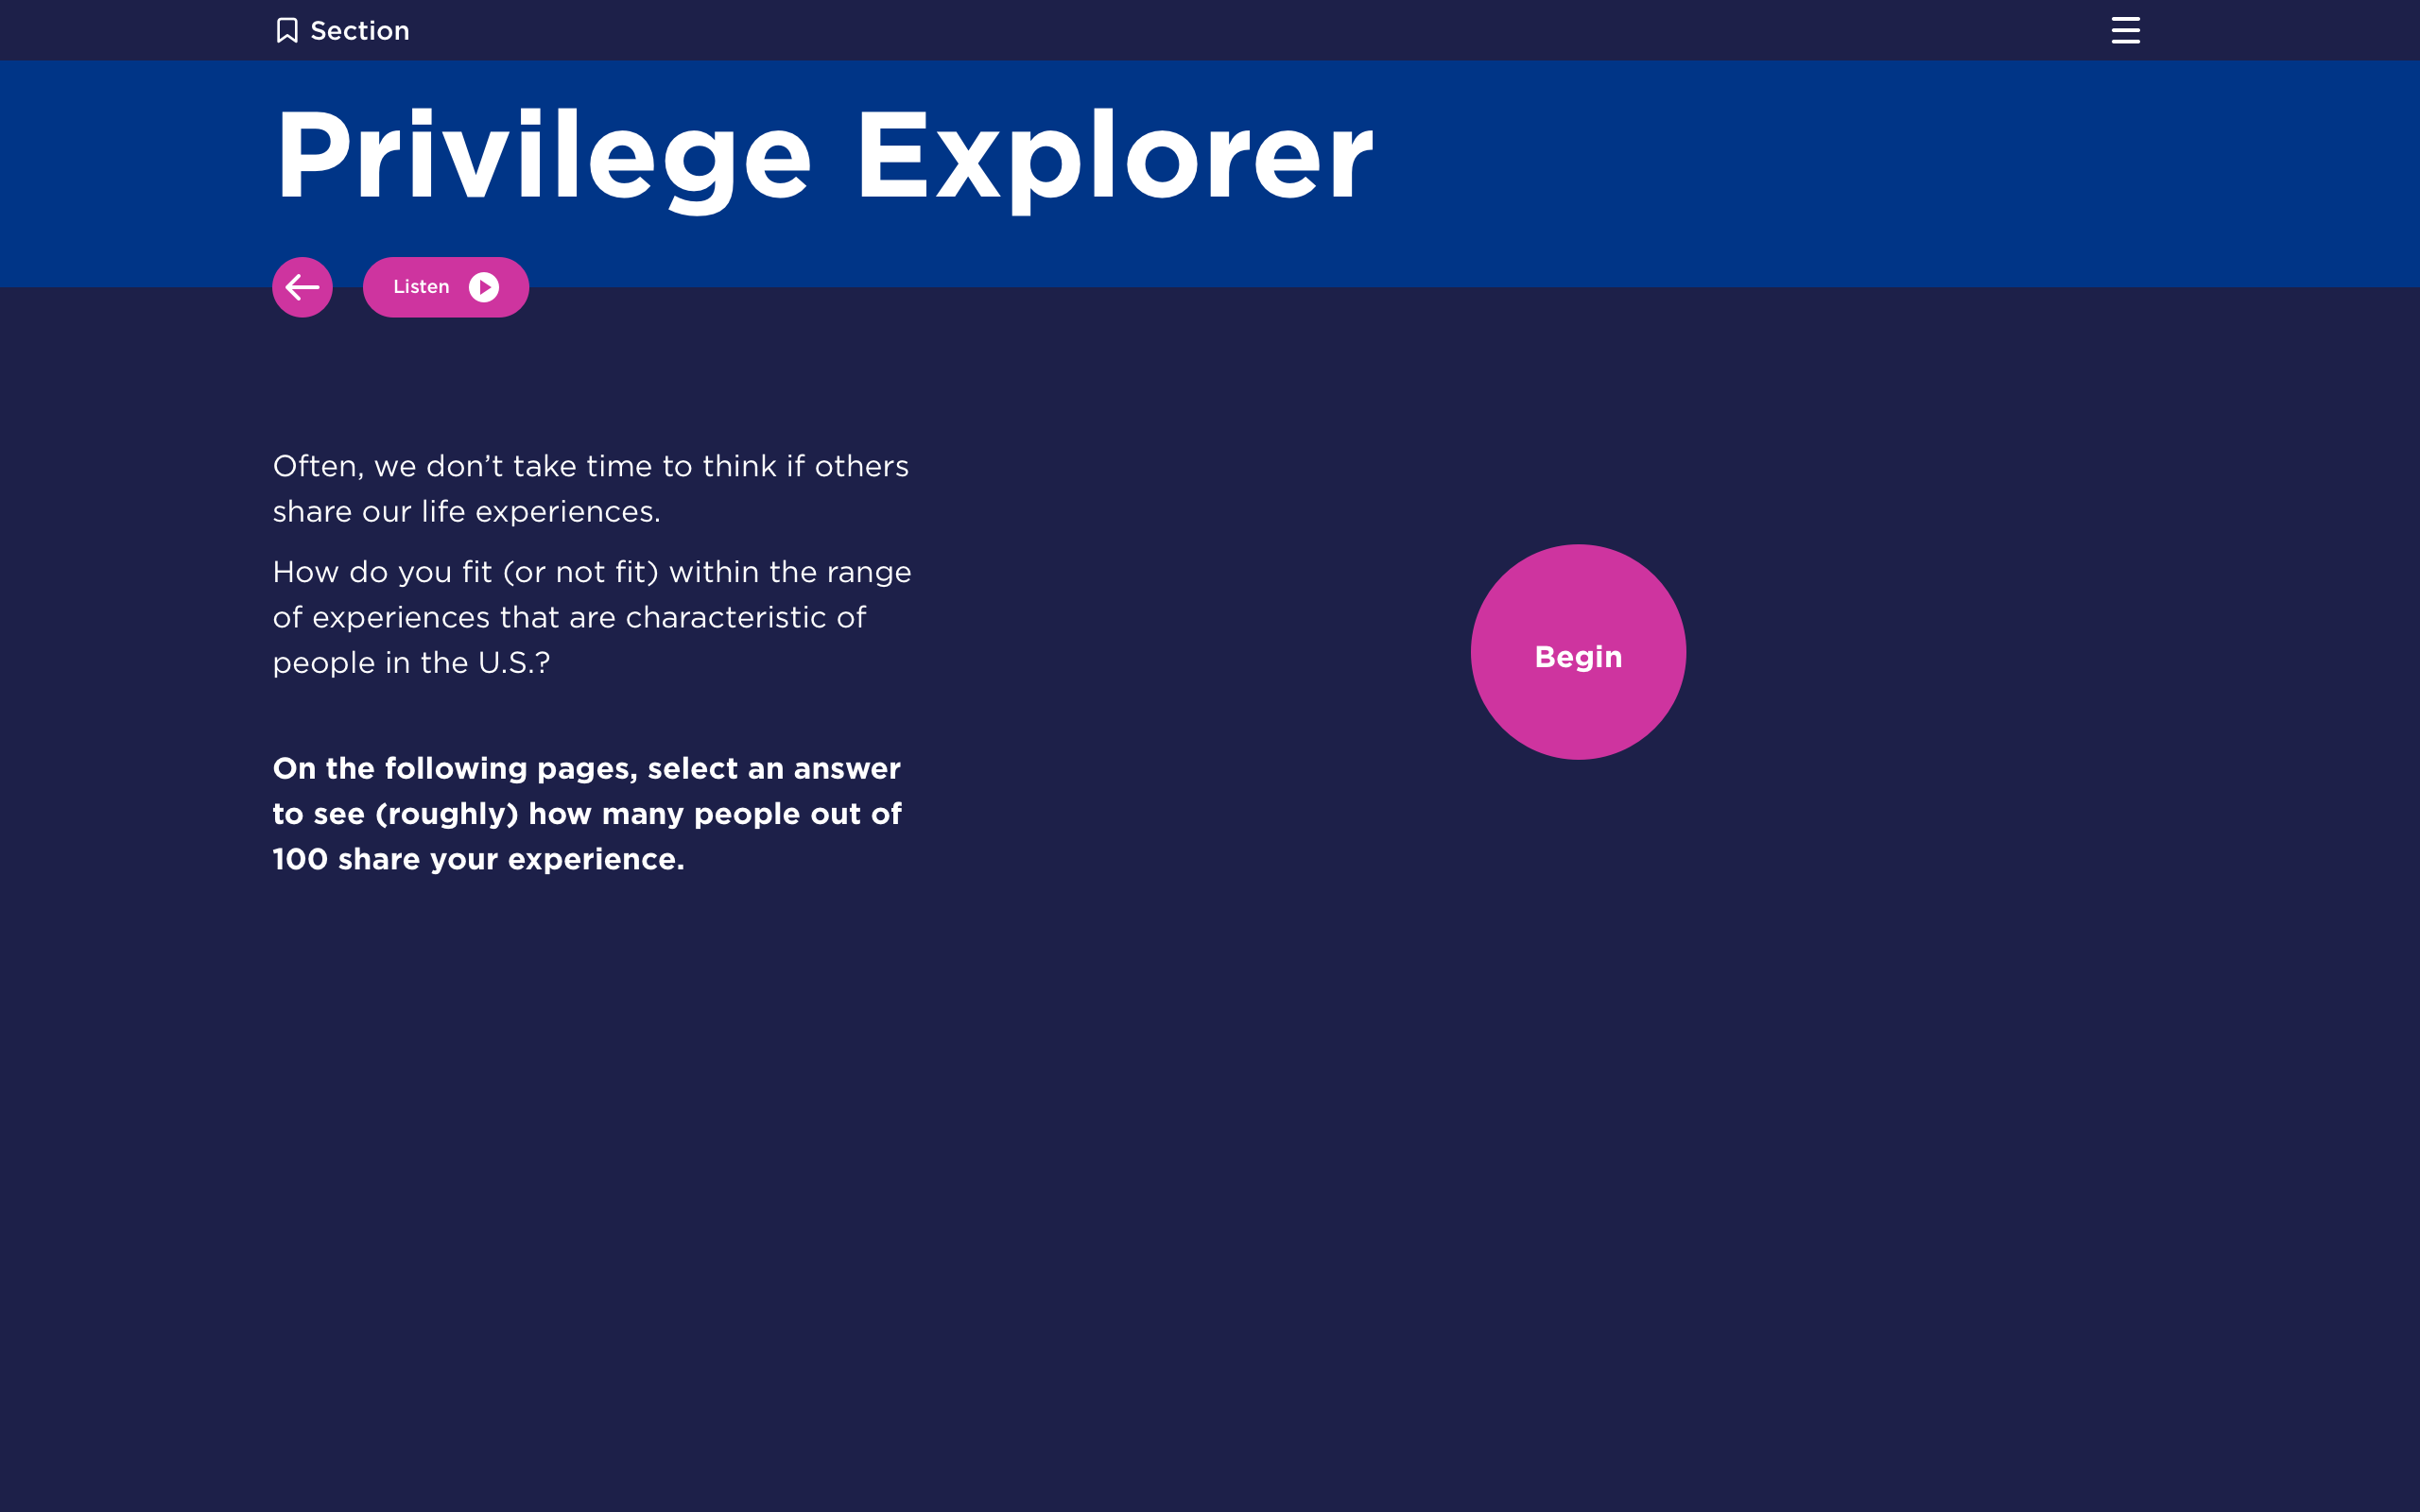 Section
Privilege Explorer
Listen
Often, we don’t take time to think if others
share our life experiences.
How do you fit (or not fit) within the range
of experiences that are characteristic of
people in the U.S.?
On the following pages, select an answer
to see (roughly) how many people out of
100 share your experience.
Begin